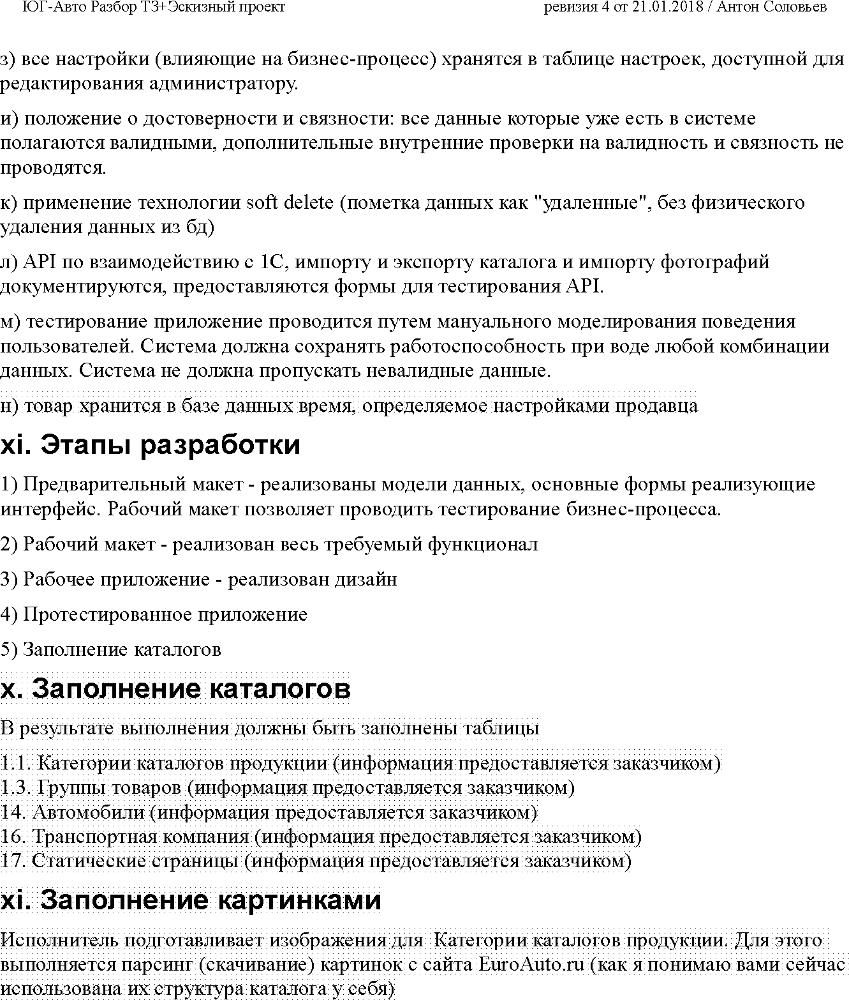 ЮГ-Авто Разбор ТЗ+Эскизный проект ревизия 4 от 21.01.2018 / Антон Соловьев
з) все настройки (влияющие на бизнес-процесс) хранятся в таблице настроек, доступной для
редактирования администратору.
и) положение о достоверности и связности: все данные которые уже есть в системе
полагаются валидными, дополнительные внутренние проверки на валидность и связность не
проводятся.
к) применение технологии soft delete (пометка данных как "удаленные", без физического
удаления данных из бд)
л) API по взаимодействию с 1С, импорту и экспорту каталога и импорту фотографий
документируются, предоставляются формы для тестирования API.
м) тестирование приложение проводится путем мануального моделирования поведения
пользователей. Система должна сохранять работоспособность при воде любой комбинации
данных. Система не должна пропускать невалидные данные.
н) товар хранится в базе данных время, определяемое настройками продавца
xi. Этапы разработки
1) Предварительный макет - реализованы модели данных, основные формы реализующие
интерфейс. Рабочий макет позволяет проводить тестирование бизнес-процесса.
2) Рабочий макет - реализован весь требуемый функционал
3) Рабочее приложение - реализован дизайн
4) Протестированное приложение
5) Заполнение каталогов
x. Заполнение каталогов
В результате выполнения должны быть заполнены таблицы
1.1. Категории каталогов продукции (информация предоставляется заказчиком)
1.3. Группы товаров (информация предоставляется заказчиком)
14. Автомобили (информация предоставляется заказчиком)
16. Транспортная компания (информация предоставляется заказчиком)
17. Статические страницы (информация предоставляется заказчиком)
xi. Заполнение картинками
Исполнитель подготавливает изображения для  Категории каталогов продукции. Для этого
выполняется парсинг (скачивание) картинок с сайта EuroAuto.ru (как я понимаю вами сейчас
использована их структура каталога у себя)